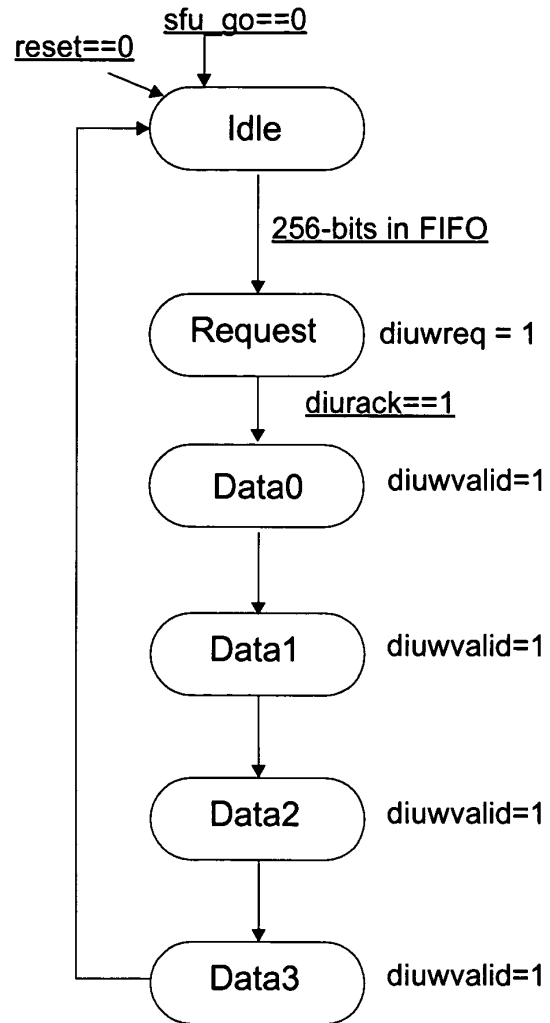 sfu_go==0
reset==0
Idle
256-bits in FIFO
Request
diuwreq = 1
diurack==1
Data0
diuwvalid=1
Data1
diuwvalid=1
Data2
diuwvalid=1
Data3
diuwvalid=1